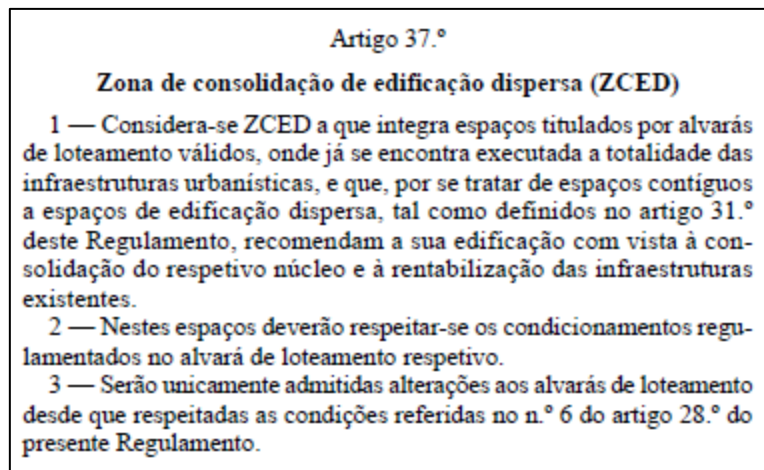 Artigo 37.º
Zona de consolidação de edificação dispersa (ZCED)
1 — Considera-se ZCED a que integra espaços titulados por alvarás
de loteamento válidos, onde já se encontra executada a totalidade das
infraestruturas urbanísticas, e que, por se tratar de espaços contíguos
a espaços de edificação dispersa, tal como definidos no artigo 31.º
deste Regulamento, recomendam a sua edificação com vista à con-
solidação do respetivo núcleo e à rentabilização das infraestruturas
existentes.
2 — Nestes espaços deverão respeitar-se os condicionamentos regu-
lamentados no alvará de loteamento respetivo.
3 — Serão unicamente admitidas alterações aos alvarás de loteamento
desde que respeitadas as condições referidas no n.º 6 do artigo 28.º do
presente Regulamento.